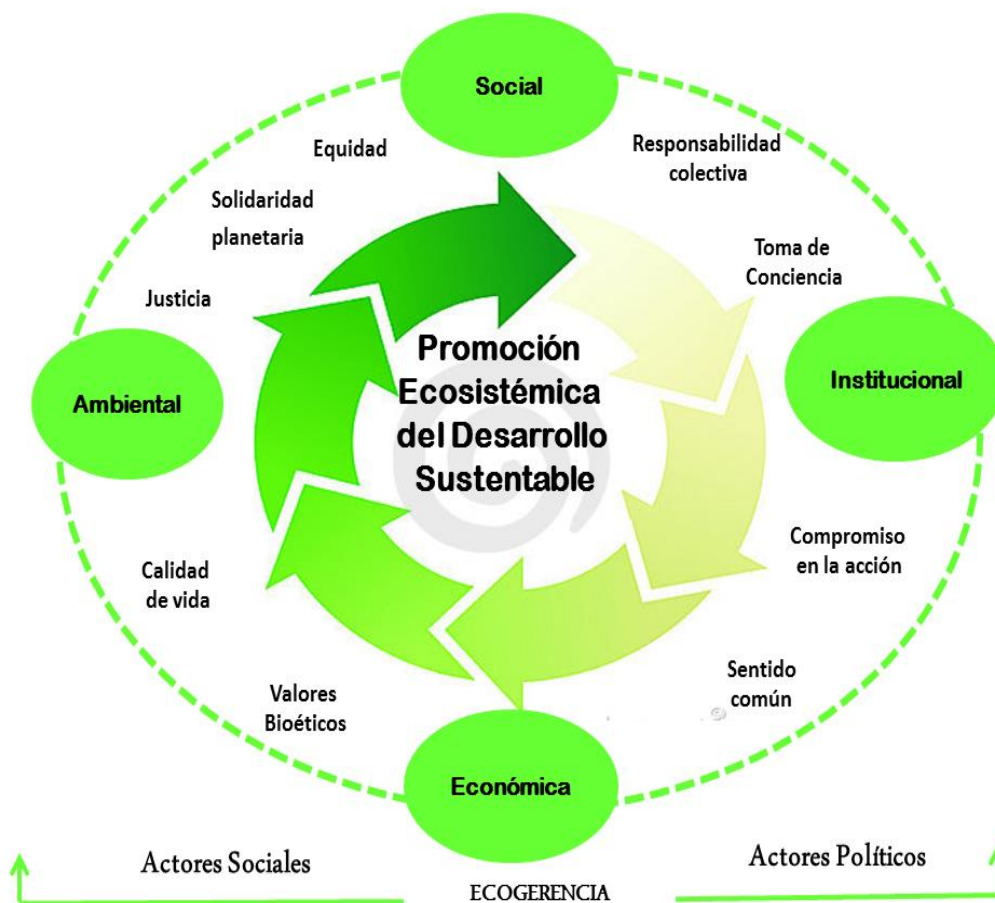 Social
Equidad
Responsabilidad
colectiva
Solidaridad
planetaria
Toma de
Conciencia
Justicia
Promoción
Ecosistémica
del Desarrollo
Sustentable
Ambiental
Institucional
Compromiso
en la acción
Calidad
de vida
Sentido
común
Valores
Bioéticos
Económica
Actores Sociales
Actores Políticos
ECOGERENCIA